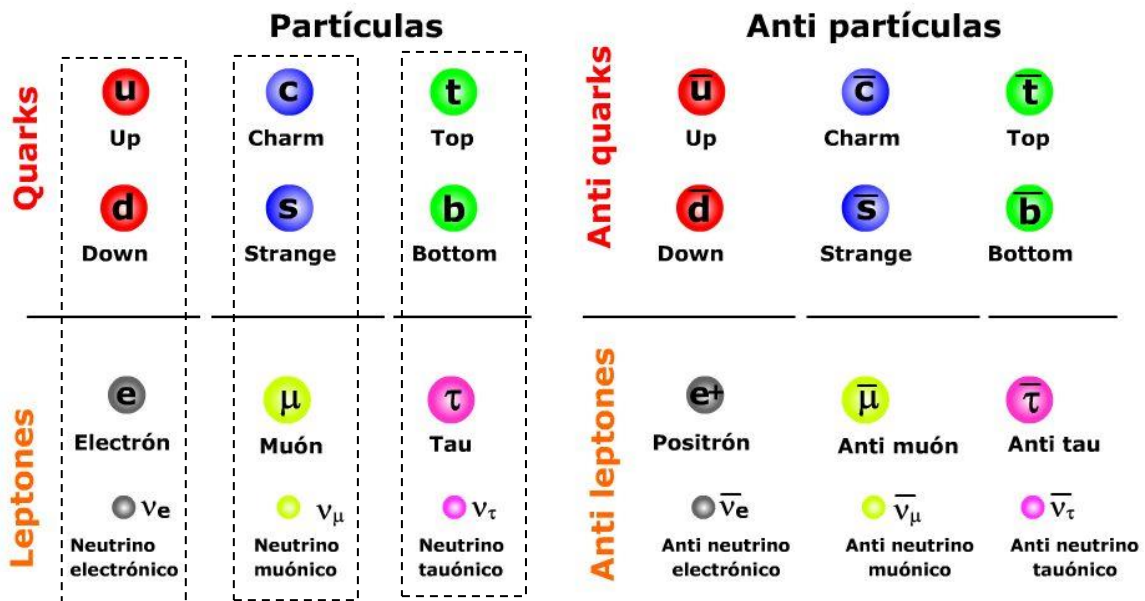 Partículas
Anti partículas
Quarks
u c t
Up Charm Top
d s b
Down Strange Bottom
Anti quarks
u̅ c̅ t̅
Up Charm Top
d̅ s̅ b̅
Down Strange Bottom
Leptones
e μ τ
Electrón Muón Tau
νe νμ ντ
Neutrino electrónico
Neutrino muónico
Neutrino tauónico
Anti leptones
e+ μ̅ τ̅
Positrón Anti muón Anti tau
ν̅e ν̅μ ν̅τ
Anti neutrino electrónico
Anti neutrino muónico
Anti neutrino tauónico